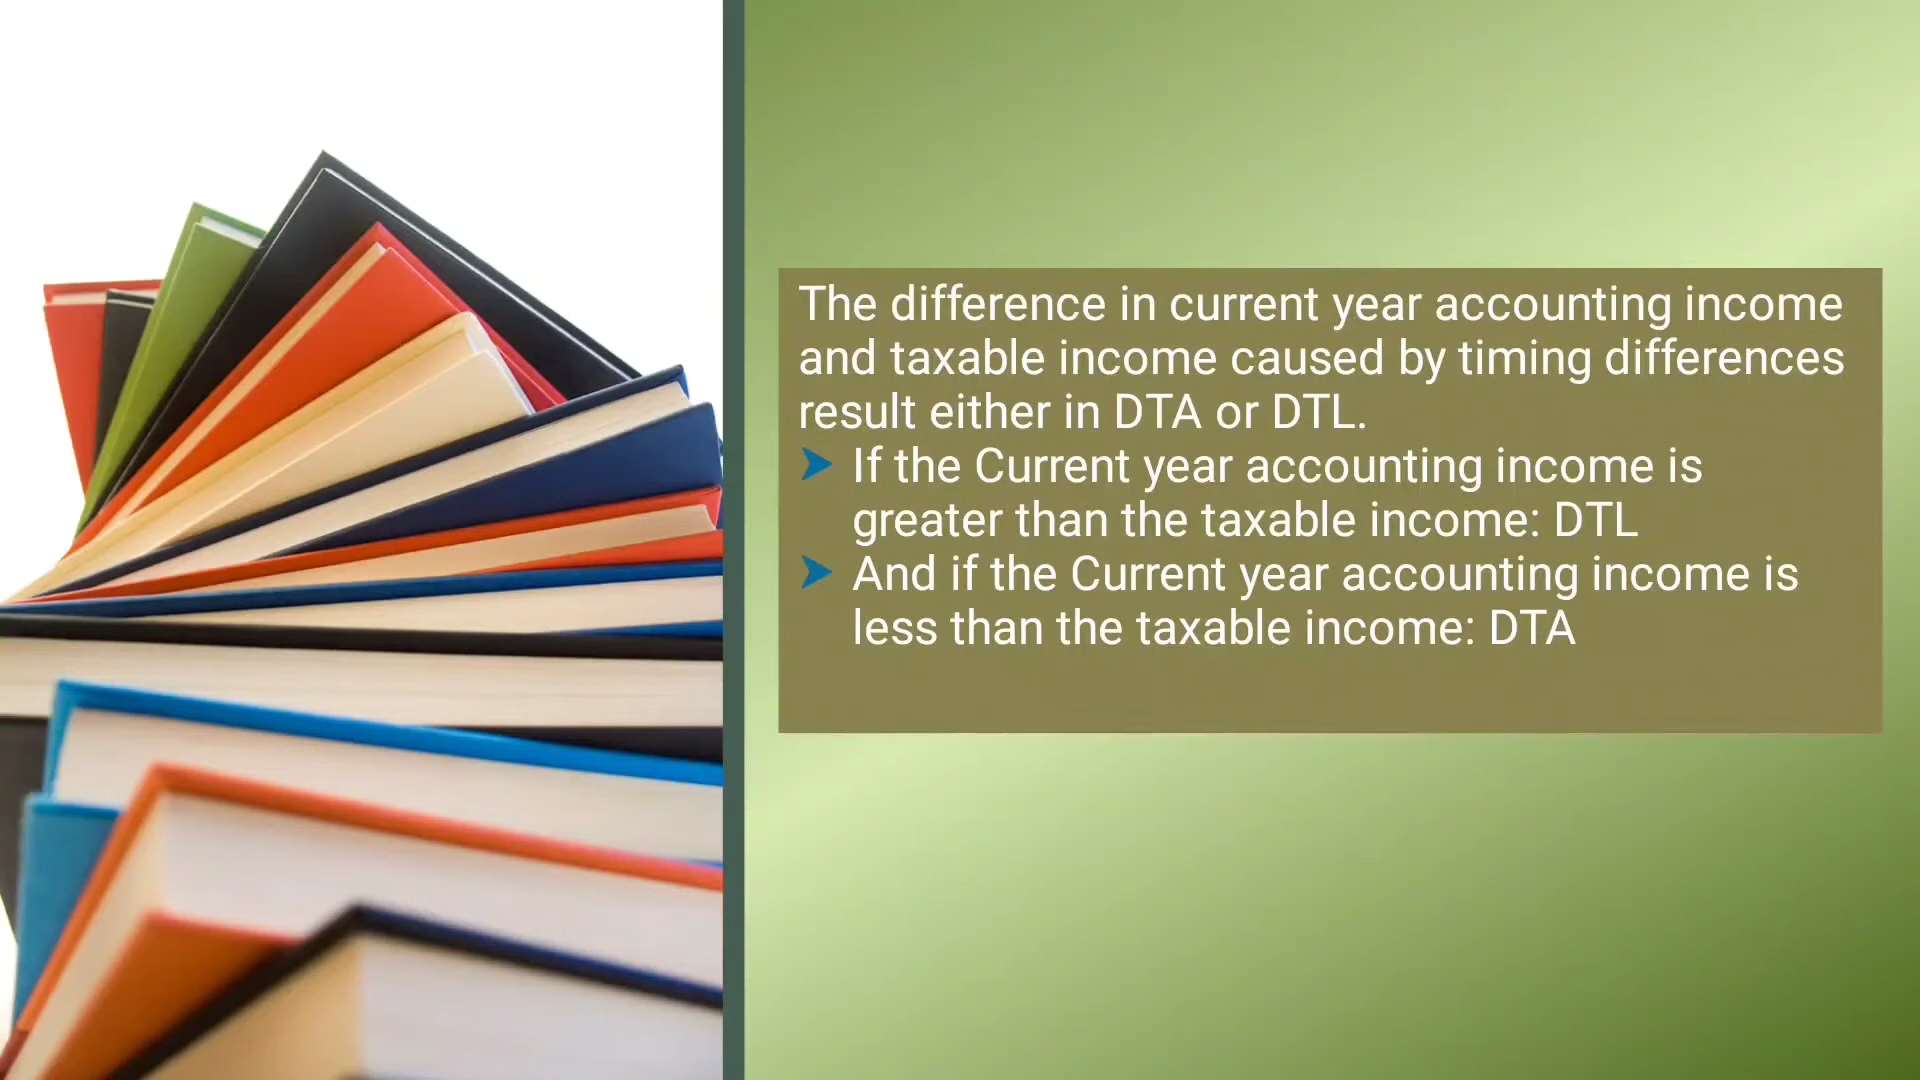 The difference in current year accounting income
and taxable income caused by timing differences
result either in DTA or DTL.
➤ If the Current year accounting income is
greater than the taxable income: DTL
➤ And if the Current year accounting income is
less than the taxable income: DTA